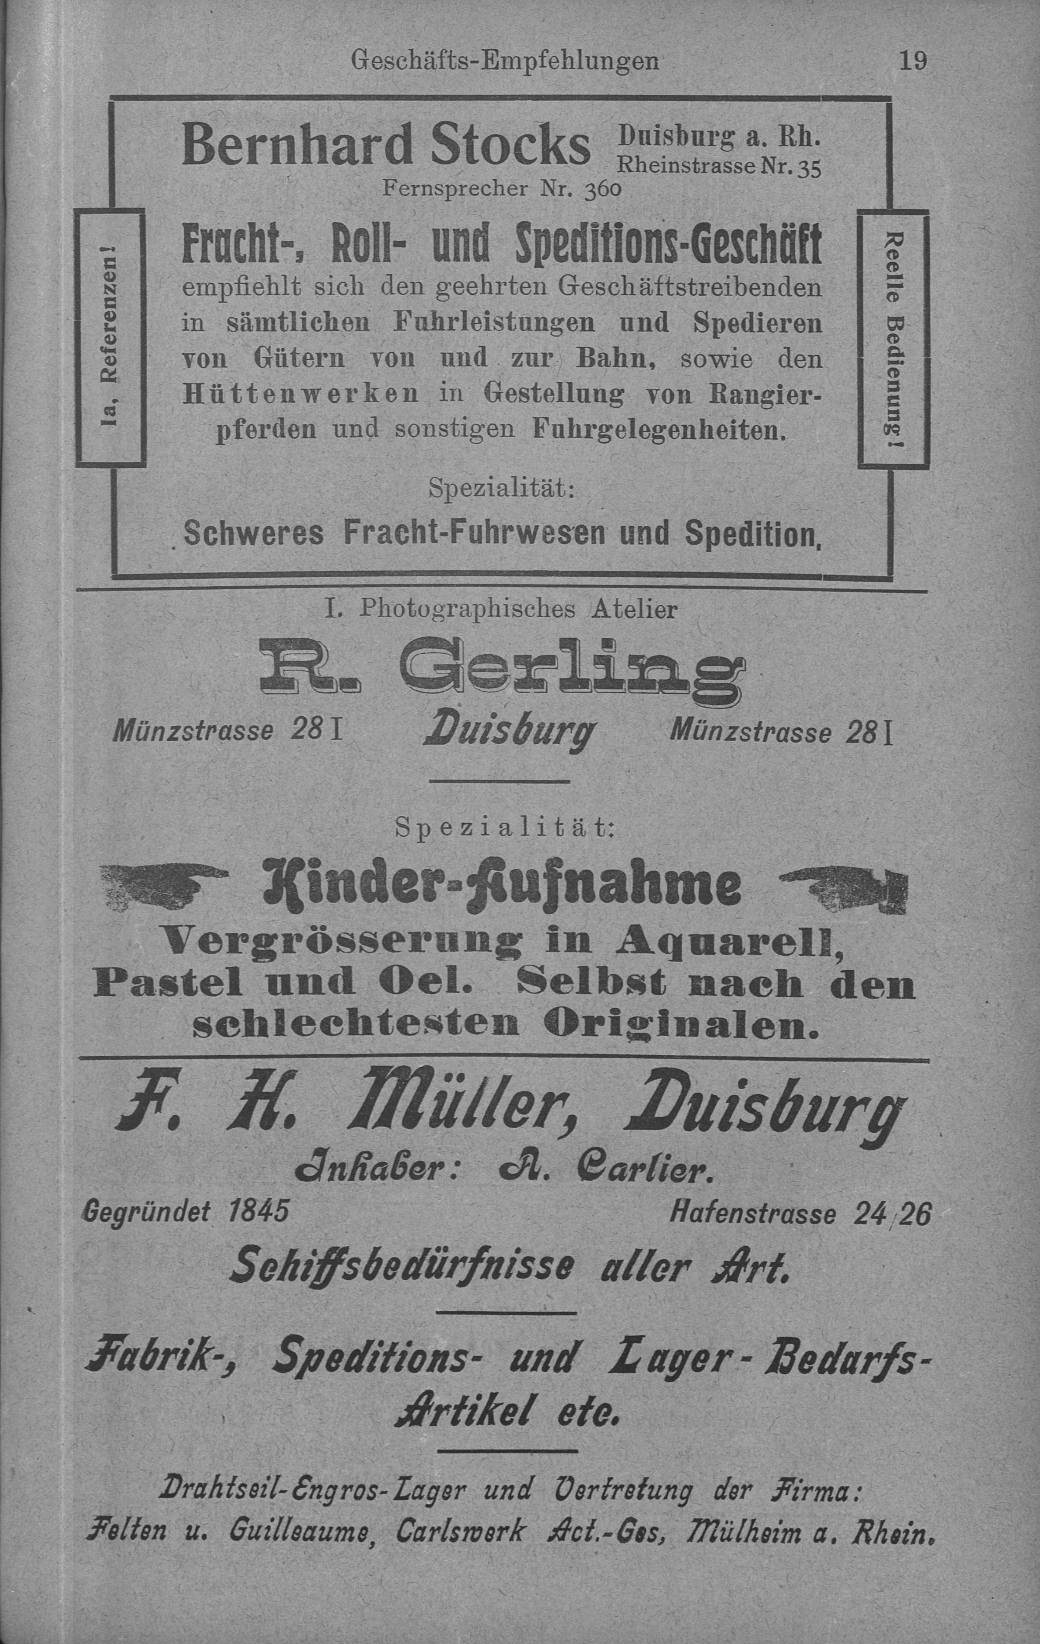 Geschäfts-Empfehlungen 19
Bernhard Stocks Duisburg a. Rh.
Rheinstrasse Nr. 35
Fernsprecher Nr. 360
Ia, Referenzen!
Fracht-, Roll- und Speditions-Geschäft
empfiehlt sich den geehrten Geschäftstreibenden
in sämtlichen Fuhrleistungen und Spedieren
von Gütern von und zur Bahn, sowie den
Hüttenwerken in Gestellung von Rangier-
pferden und sonstigen Fuhrgelegenheiten.
Reelle Bedienung!
Spezialität:
Schweres Fracht-Fuhrwesen und Spedition,
I. Photographisches Atelier
R. Gerling
Münzstrasse 28 I Duisburg Münzstrasse 28 I
Spezialität:
Kinder-Aufnahme
Vergrösserung in Aquarell,
Pastel und Oel. Selbst nach den
schlechtesten Originalen.
F. H. Müller, Duisburg
Inhaber: A. Carlier.
Gegründet 1845 Hafenstrasse 24/26
Schiffsbedürfnisse aller Art.
Fabrik-, Speditions- und Lager-Bedarfs-
Artikel etc.
Drahtseil-Engros-Lager und Vertretung der Firma:
Felten u. Guilleaume, Carlswerk Act.-Ges, Mülheim a. Rhein.